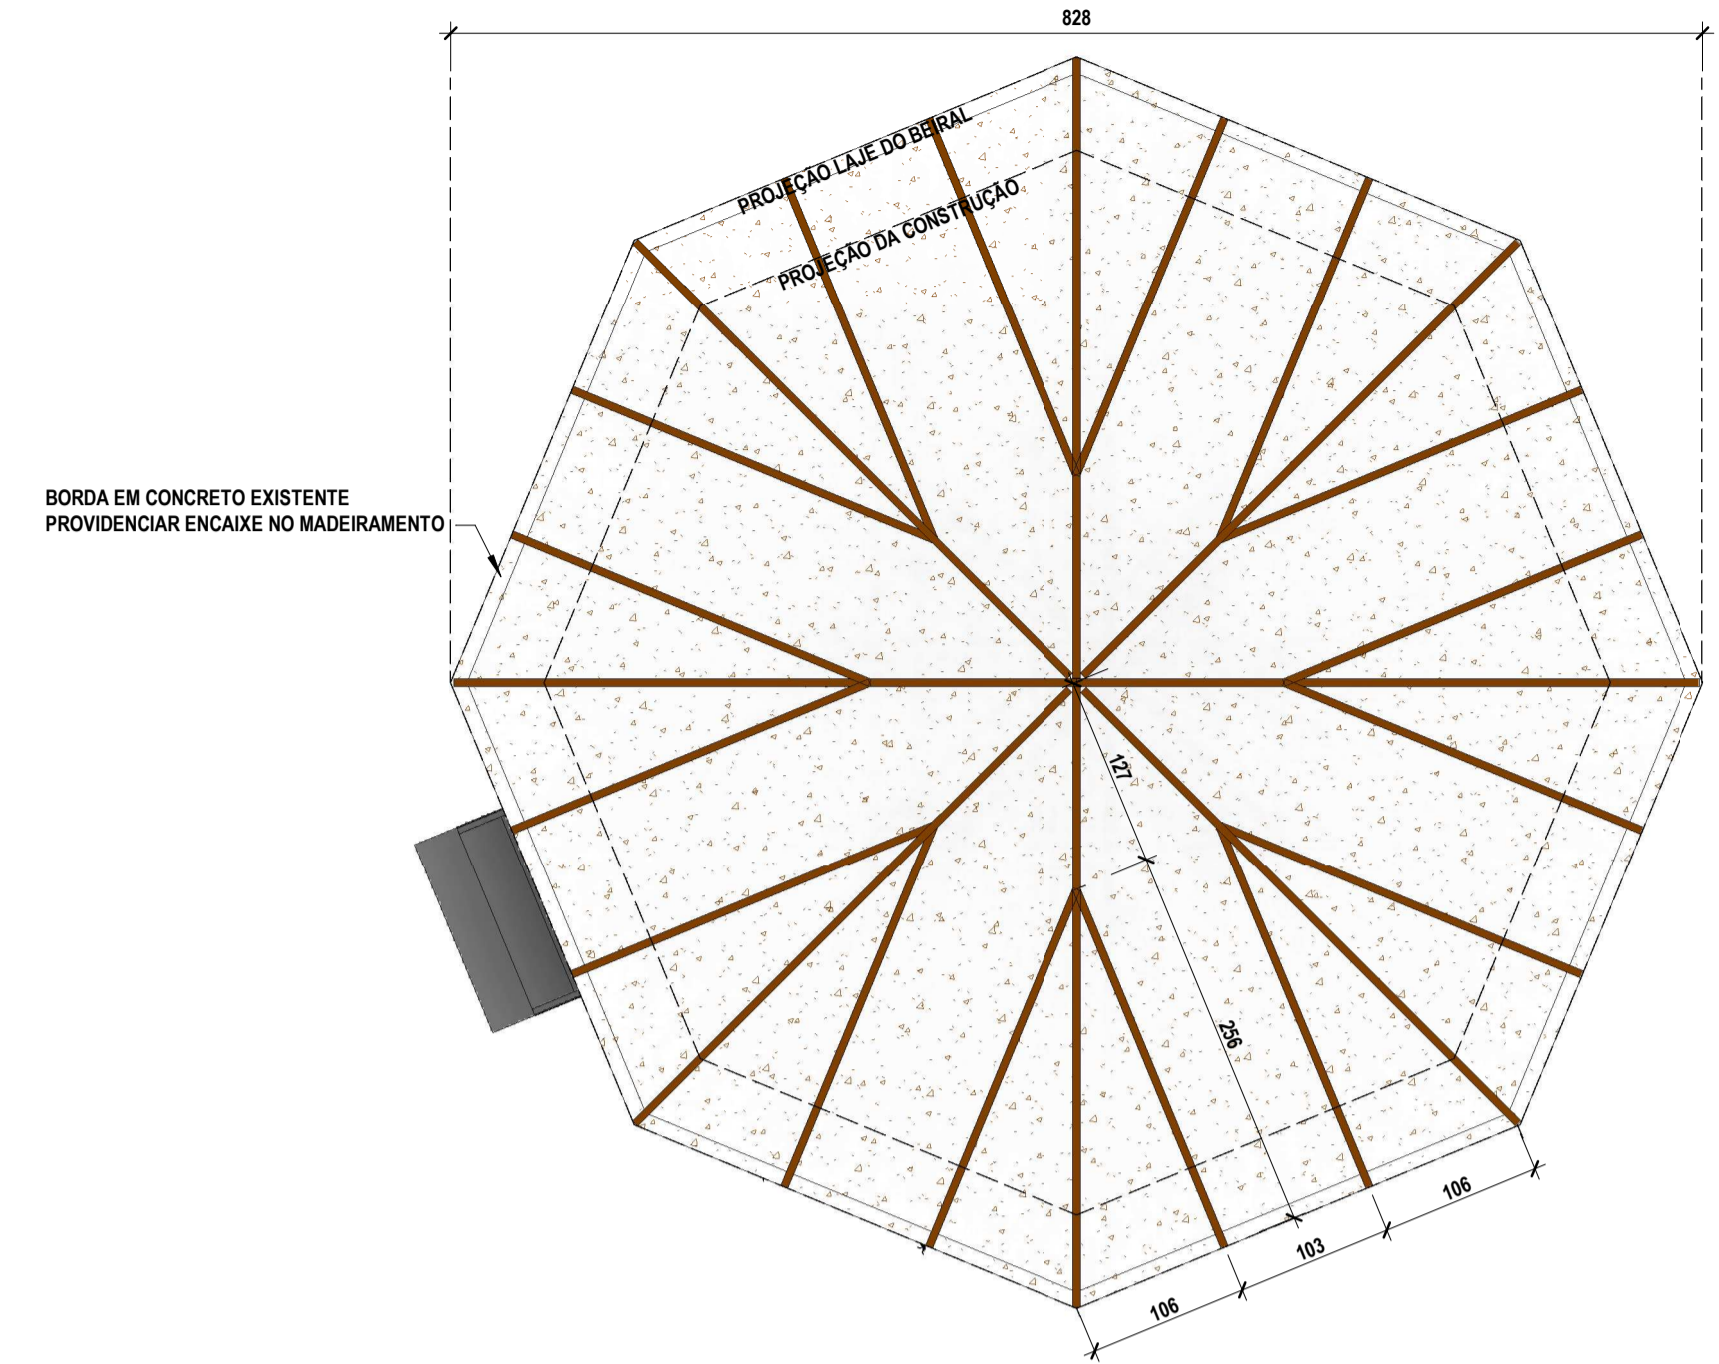 828
PROJEÇÃO LAJE DO BEIRAL
PROJEÇÃO DA CONSTRUÇÃO
BORDA EM CONCRETO EXISTENTE
PROVIDENCIAR ENCAIXE NO MADEIRAMENTO
127
256
106
103
106